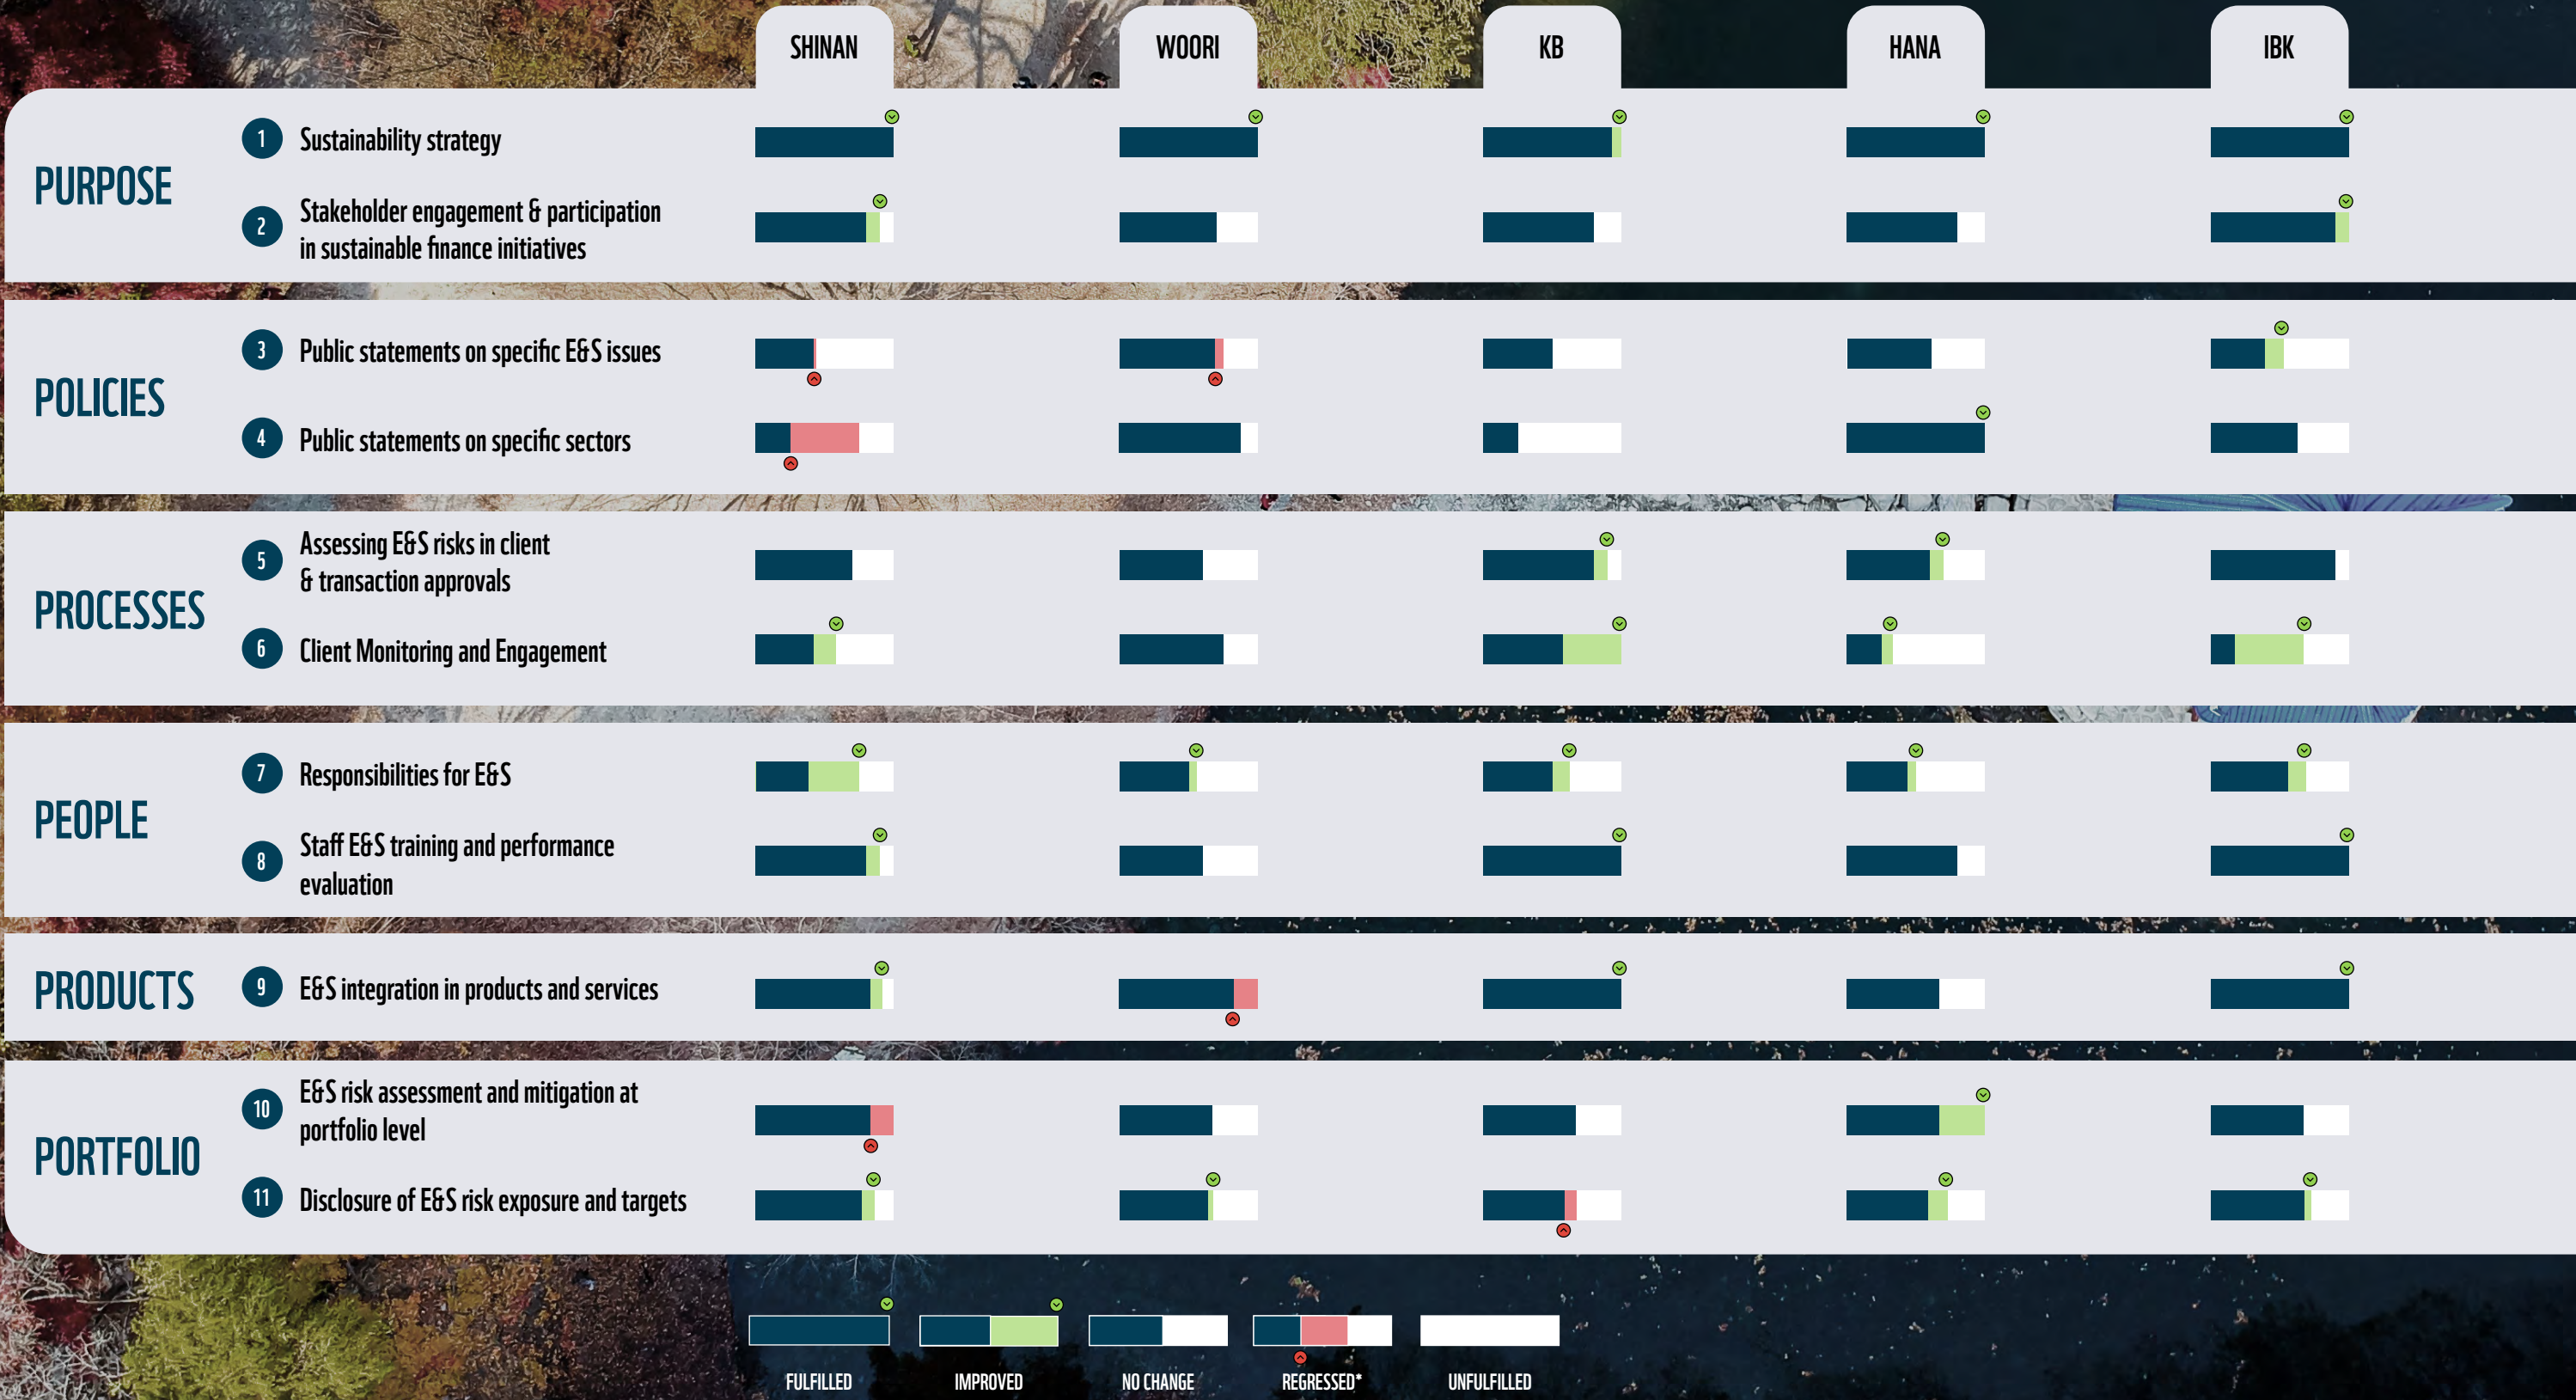 SHINAN
WOORI
KB
HANA
IBK
PURPOSE
1
Sustainability strategy
2
Stakeholder engagement & participation
in sustainable finance initiatives
POLICIES
3
Public statements on specific E&S issues
4
Public statements on specific sectors
PROCESSES
5
Assessing E&S risks in client
& transaction approvals
6
Client Monitoring and Engagement
PEOPLE
7
Responsibilities for E&S
8
Staff E&S training and performance
evaluation
PRODUCTS
9
E&S integration in products and services
PORTFOLIO
10
E&S risk assessment and mitigation at
portfolio level
11
Disclosure of E&S risk exposure and targets
FULFILLED
IMPROVED
NO CHANGE
REGRESSED*
UNFULFILLED